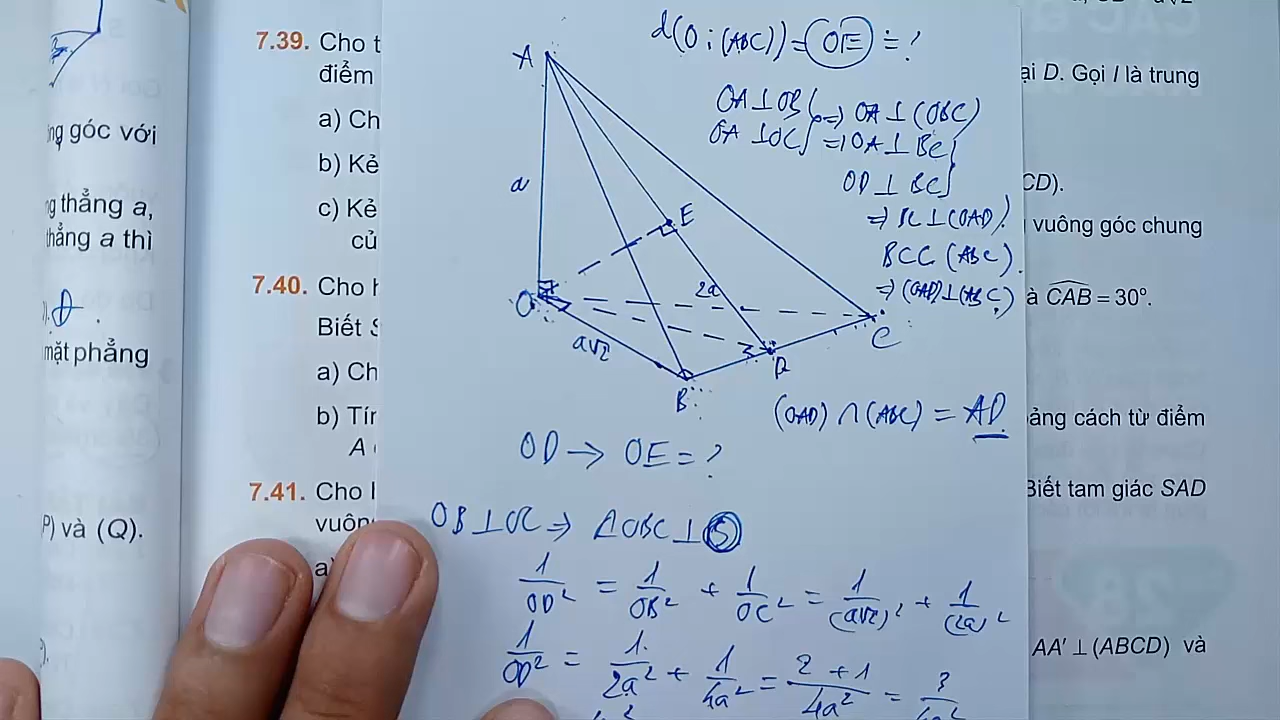 7.39. Cho t
điểm
a) Ch
b) Kẻ
c) Kẻ
củ
7.40. Cho h
Biết S
a) Ch
b) Tír
A
7.41. Cho l
vuôn
a)
góc với
thẳng a,
thẳng a thì
mặt phẳng
P) và (Q).
ại D. Gọi I là trung
CD).
vuông góc chung
à CAB = 30°.
ảng cách từ điểm
Biết tam giác SAD
28
AA' ⊥ (ABCD) và
d(O; (ABC)) = OE = ?
OA ⊥ OB } => OA ⊥ (OBC)
OA ⊥ OC } => OA ⊥ BC }
OD ⊥ BC }
=> BC ⊥ (OAD).
BC ⊂ (ABC).
=> (OAD) ⊥ (ABC)
(OAD) ∩ (ABC) = AD
A
a
E
O
2a
C
a√2
D
B
OD → OE = ?
OB ⊥ OC => ΔOBC ⊥
1/OD² = 1/OB² + 1/OC² = 1/(a√2)² + 1/(2a)²
1/OD² = 1/2a² + 1/4a² = 2 + 1/4a² = 3/4a²